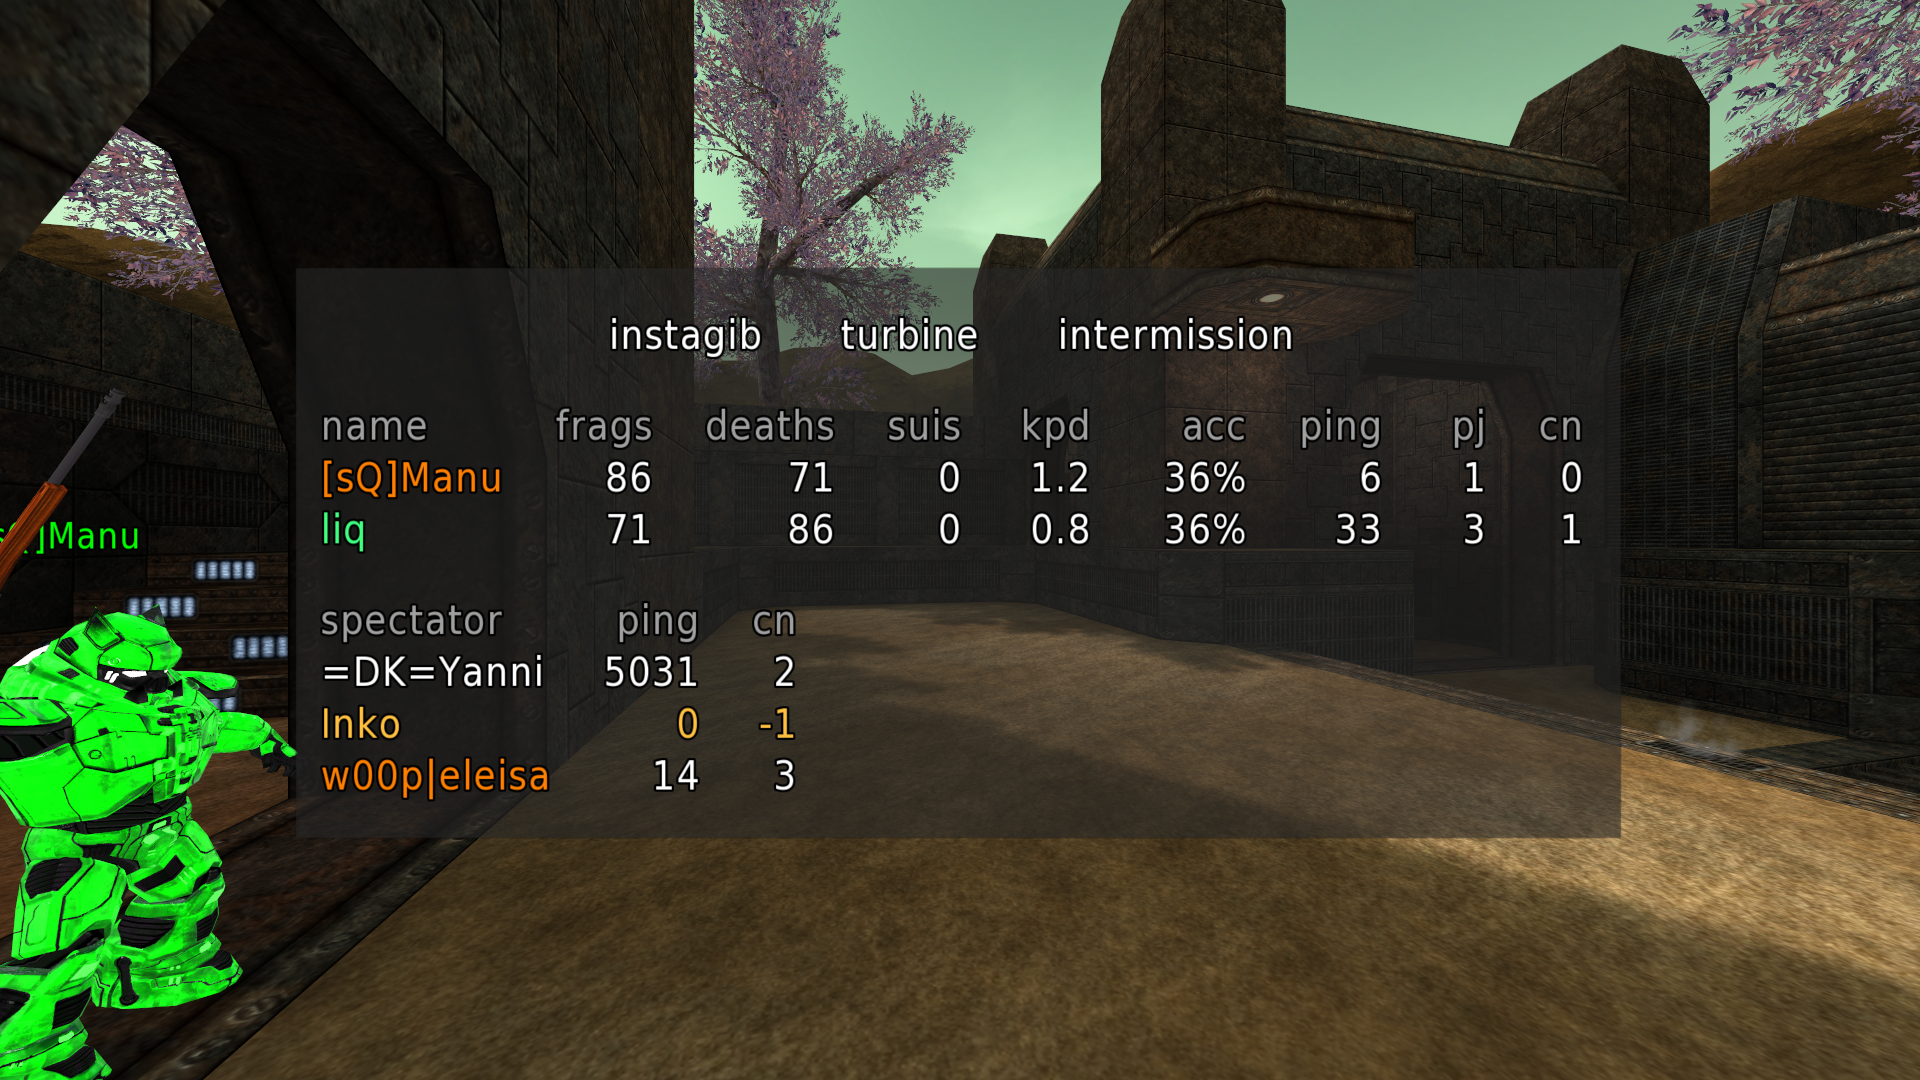 instagib turbine intermission
name frags deaths suis kpd acc ping pj cn
[sQ]Manu 86 71 0 1.2 36% 6 1 0
liq 71 86 0 0.8 36% 33 3 1
]Manu
spectator ping cn
=DK=Yanni 5031 2
Inko 0 -1
w00p|eleisa 14 3